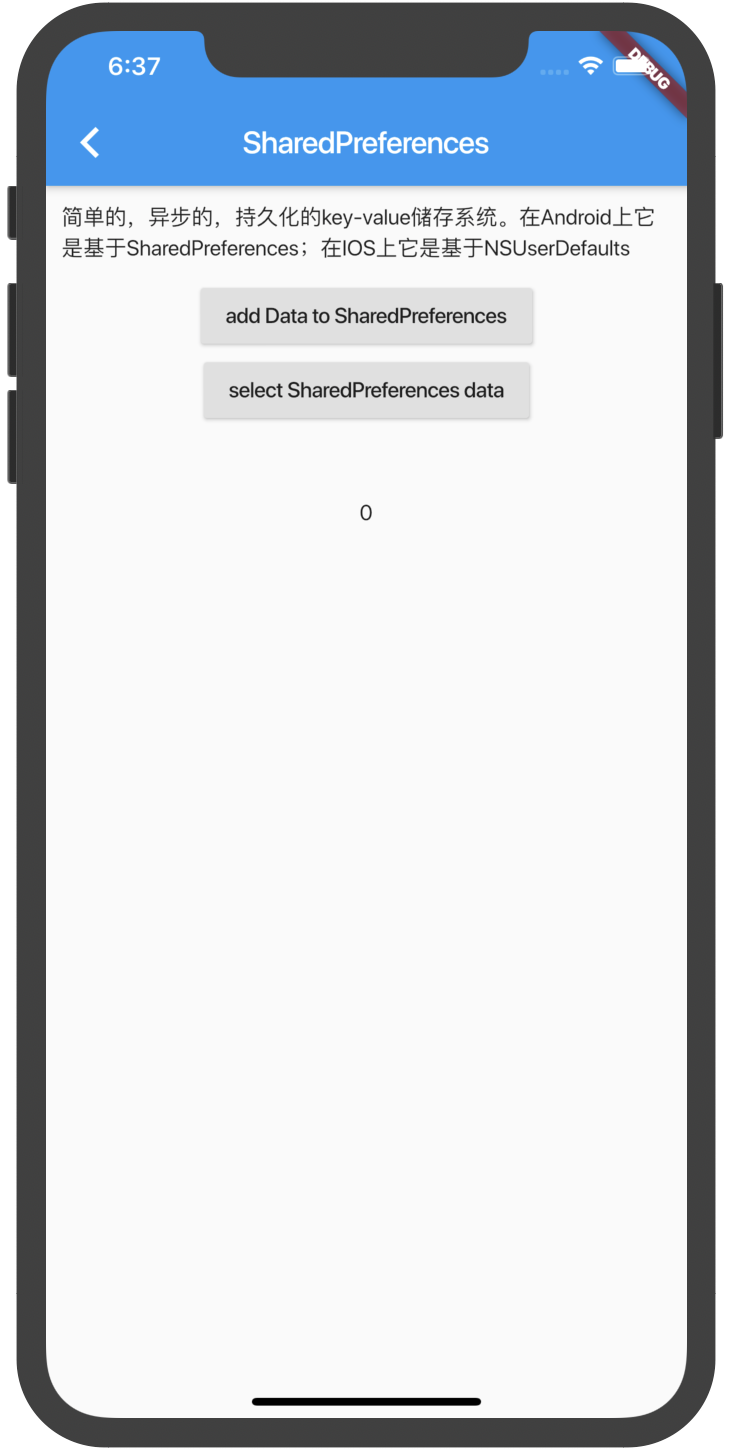 6:37
DEBUG
SharedPreferences
简单的，异步的，持久化的key-value储存系统。在Android上它
是基于SharedPreferences；在IOS上它是基于NSUserDefaults
add Data to SharedPreferences
select SharedPreferences data
0